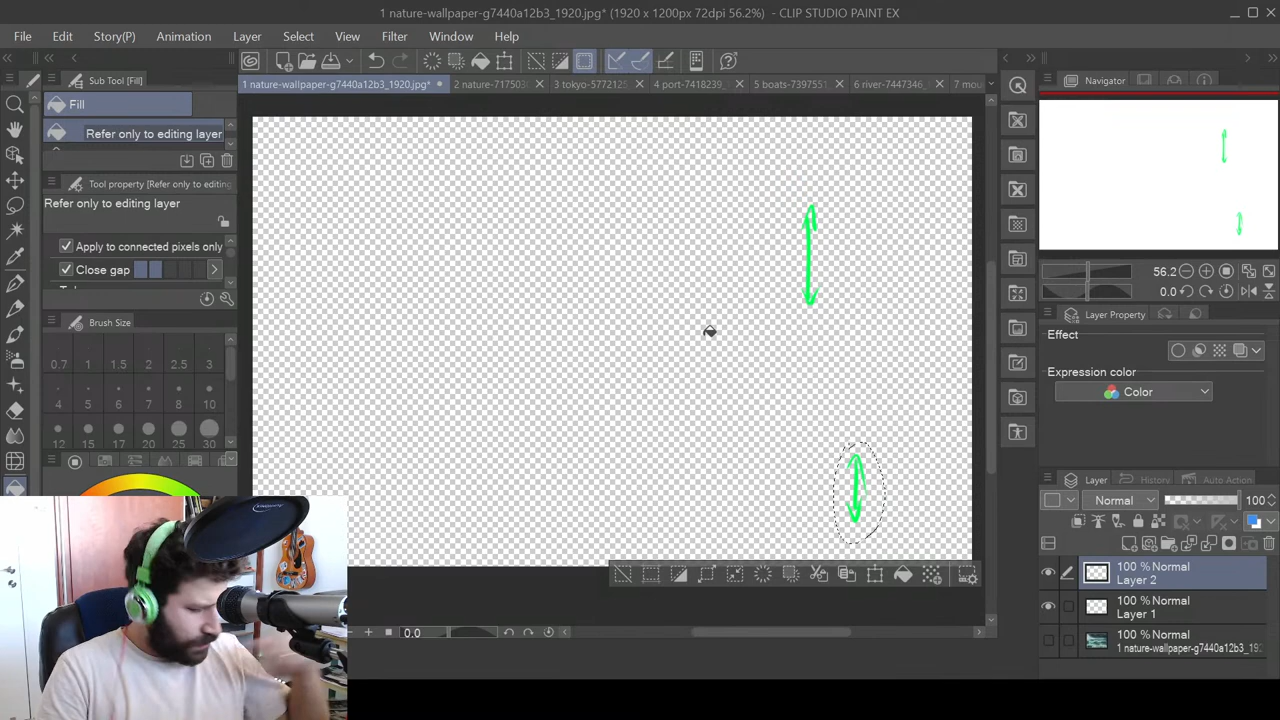 1 nature-wallpaper-g7440a12b3_1920.jpg* (1920 x 1200px 72dpi 56.2%) - CLIP STUDIO PAINT EX
File Edit Story(P) Animation Layer Select View Filter Window Help
Sub Tool [Fill]
1 nature-wallpaper-g7440a12b3_1920.jpg* 2 nature-717503 3 tokyo-5772125 4 port-7418239_ 5 boats-7397551 6 river-7447346_ 7 mou
Navigator
Fill
Refer only to editing layer
Tool property [Refer only to editing
Refer only to editing layer
Apply to connected pixels only
Close gap
56.2
0.0
Brush Size
Layer Property
Effect
Expression color
Color
0.7 1 1.5 2 2.5 3
4 5 6 7 8 10
12 15 17 20 25 30
Layer History Auto Action
Normal 100
100 % Normal
Layer 2
100 % Normal
Layer 1
100 % Normal
1 nature-wallpaper-g7440a12b3_192
0.0